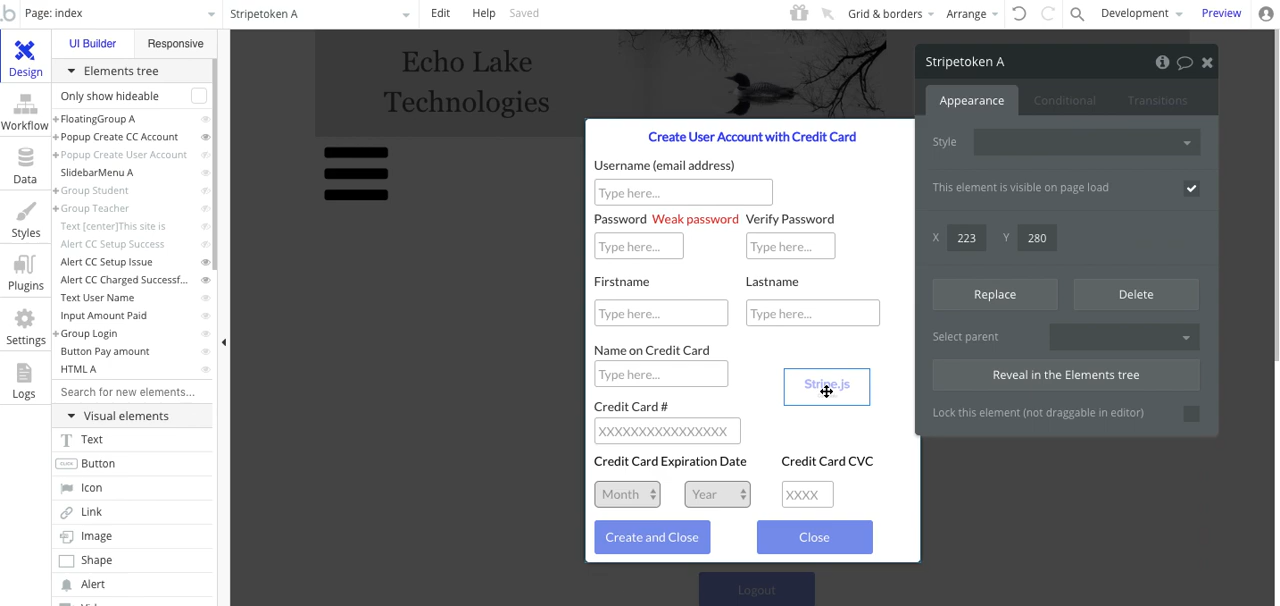 b Page: index Stripetoken A Edit Help Saved Grid & borders Arrange Development Preview
UI Builder Responsive
Design
Workflow
Data
Styles
Plugins
Settings
Logs
Elements tree
Only show hideable
+FloatingGroup A
+Popup Create CC Account
+Popup Create User Account
SlidebarMenu A
+Group Student
+Group Teacher
Text [center]This site is
Alert CC Setup Success
Alert CC Setup Issue
Alert CC Charged Successf...
Text User Name
Input Amount Paid
+Group Login
Button Pay amount
HTML A
Search for new elements...
Visual elements
T Text
CLICK Button
Icon
Link
Image
Shape
Alert
Echo Lake
Technologies
Create User Account with Credit Card
Username (email address)
Type here...
Password Weak password Verify Password
Type here... Type here...
Firstname Lastname
Type here... Type here...
Name on Credit Card
Type here...
Stripe.js
Credit Card #
XXXXXXXXXXXXXXXX
Credit Card Expiration Date Credit Card CVC
Month Year XXXX
Create and Close Close
Logout
Stripetoken A
Appearance Conditional Transitions
Style
This element is visible on page load
X 223 Y 280
Replace Delete
Select parent
Reveal in the Elements tree
Lock this element (not draggable in editor)